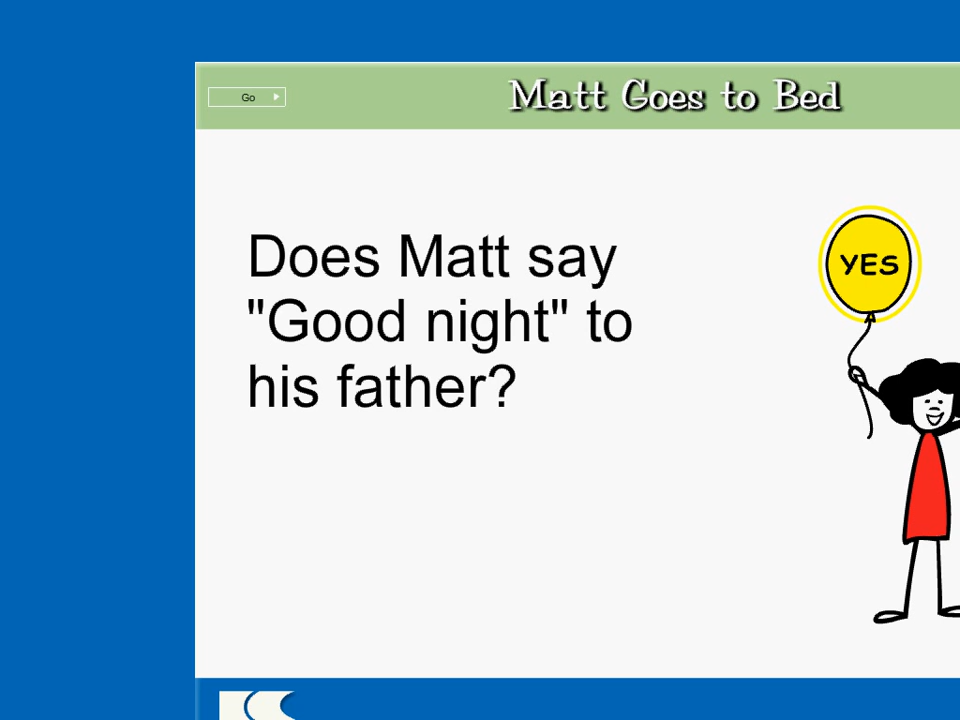 Go
Matt Goes to Bed
Does Matt say
"Good night" to
his father?
YES